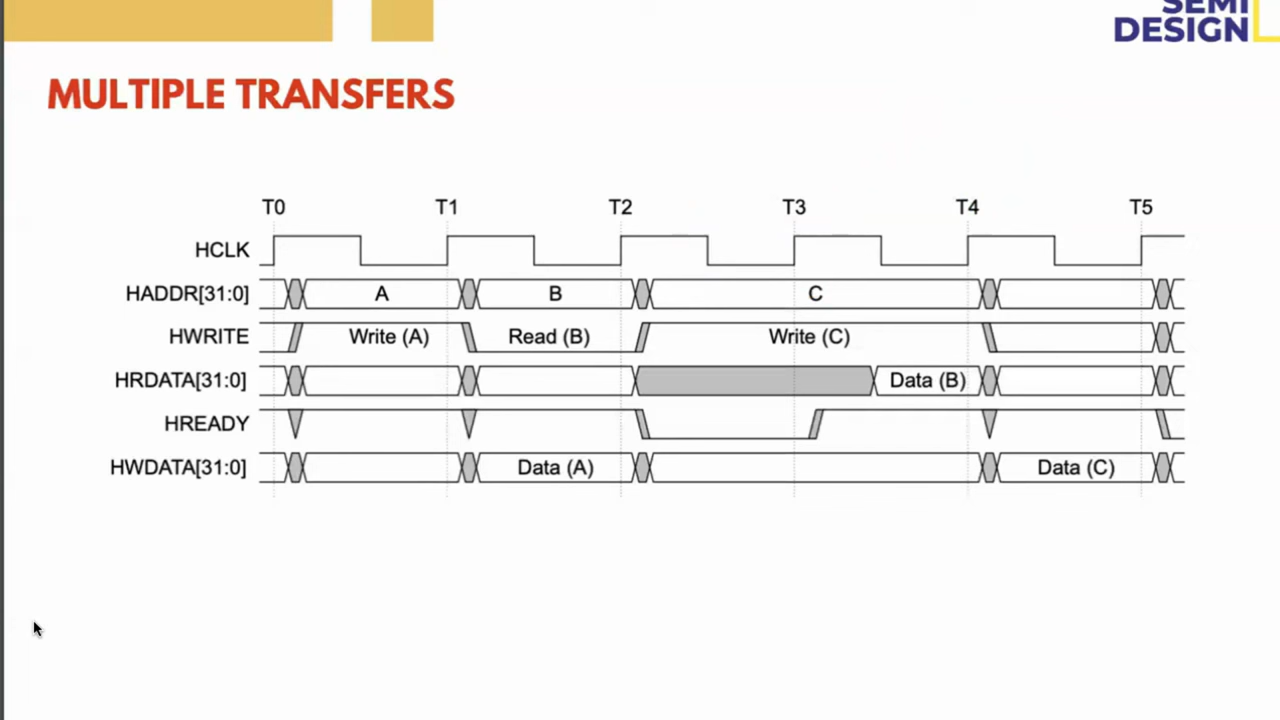 SEMI
DESIGN
MULTIPLE TRANSFERS
T0 T1 T2 T3 T4 T5
HCLK
HADDR[31:0] A B C
HWRITE Write (A) Read (B) Write (C)
HRDATA[31:0] Data (B)
HREADY
HWDATA[31:0] Data (A) Data (C)